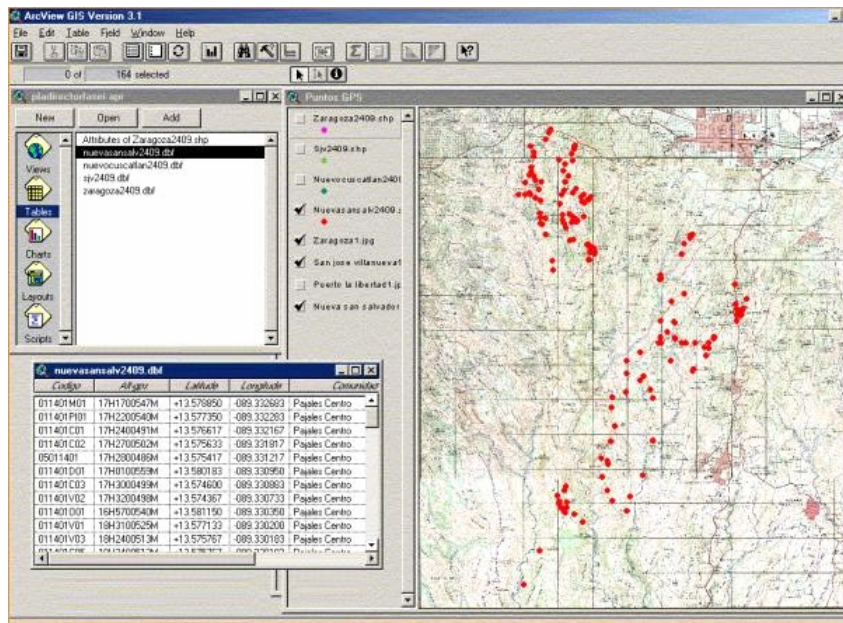 ArcView GIS Version 3.1
File Edit Table Field Window Help
0 of 164 selected
New Open Add
Views
Tables
Charts
Layouts
Scripts
Attributes of Zaragoza2409.shp
nuevasansalv2409.dbf
nuevocuscatlan2409.dbf
sjv2409.dbf
zaragoza2409.dbf
Puntos GPS
Zaragoza2409.shp
Sjv2409.shp
Nuevocuscatlan2401
Nuevasansalv2409.s
Zaragoza1.jpg
San jose villanueva1
Puerto la libertad1.jp
Nueva san salvador
nuevasansalv2409.dbf
Codigo Alt-gps Latitude Longitude Comunidad
011401M01 17H1700547M +13.578850 -089.332683 Pajales Centro
011401PI01 17H2200540M +13.577350 -089.332283 Pajales Centro
011401C01 17H2400491M +13.576617 -089.332167 Pajales Centro
011401C02 17H2700502M +13.575633 -089.331817 Pajales Centro
05011401 17H2800486M +13.575417 -089.331217 Pajales Centro
011401D01 17H0100559M +13.580183 -089.330950 Pajales Centro
011401C03 17H3000499M +13.574600 -089.330883 Pajales Centro
011401V02 17H3200498M +13.574367 -089.330733 Pajales Centro
011401O01 16H5700540M +13.581150 -089.330350 Pajales Centro
011401V01 18H3100525M +13.577133 -089.330200 Pajales Centro
011401V03 18H2400513M +13.575767 -089.330183 Pajales Centro